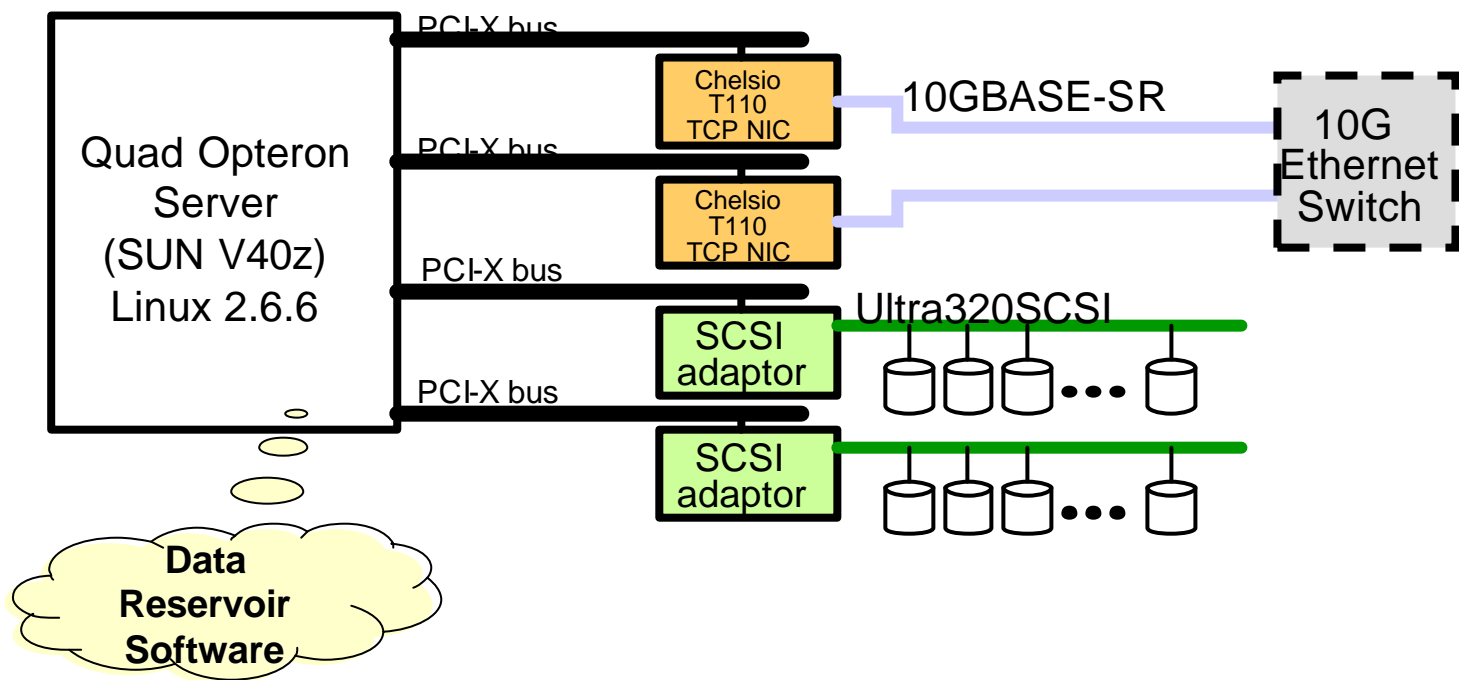 PCI-X bus
Chelsio
T110
TCP NIC
10GBASE-SR
10G
Ethernet
Switch
Quad Opteron
Server
(SUN V40z)
Linux 2.6.6
PCI-X bus
Chelsio
T110
TCP NIC
PCI-X bus
SCSI
adaptor
Ultra320SCSI
PCI-X bus
SCSI
adaptor
Data
Reservoir
Software